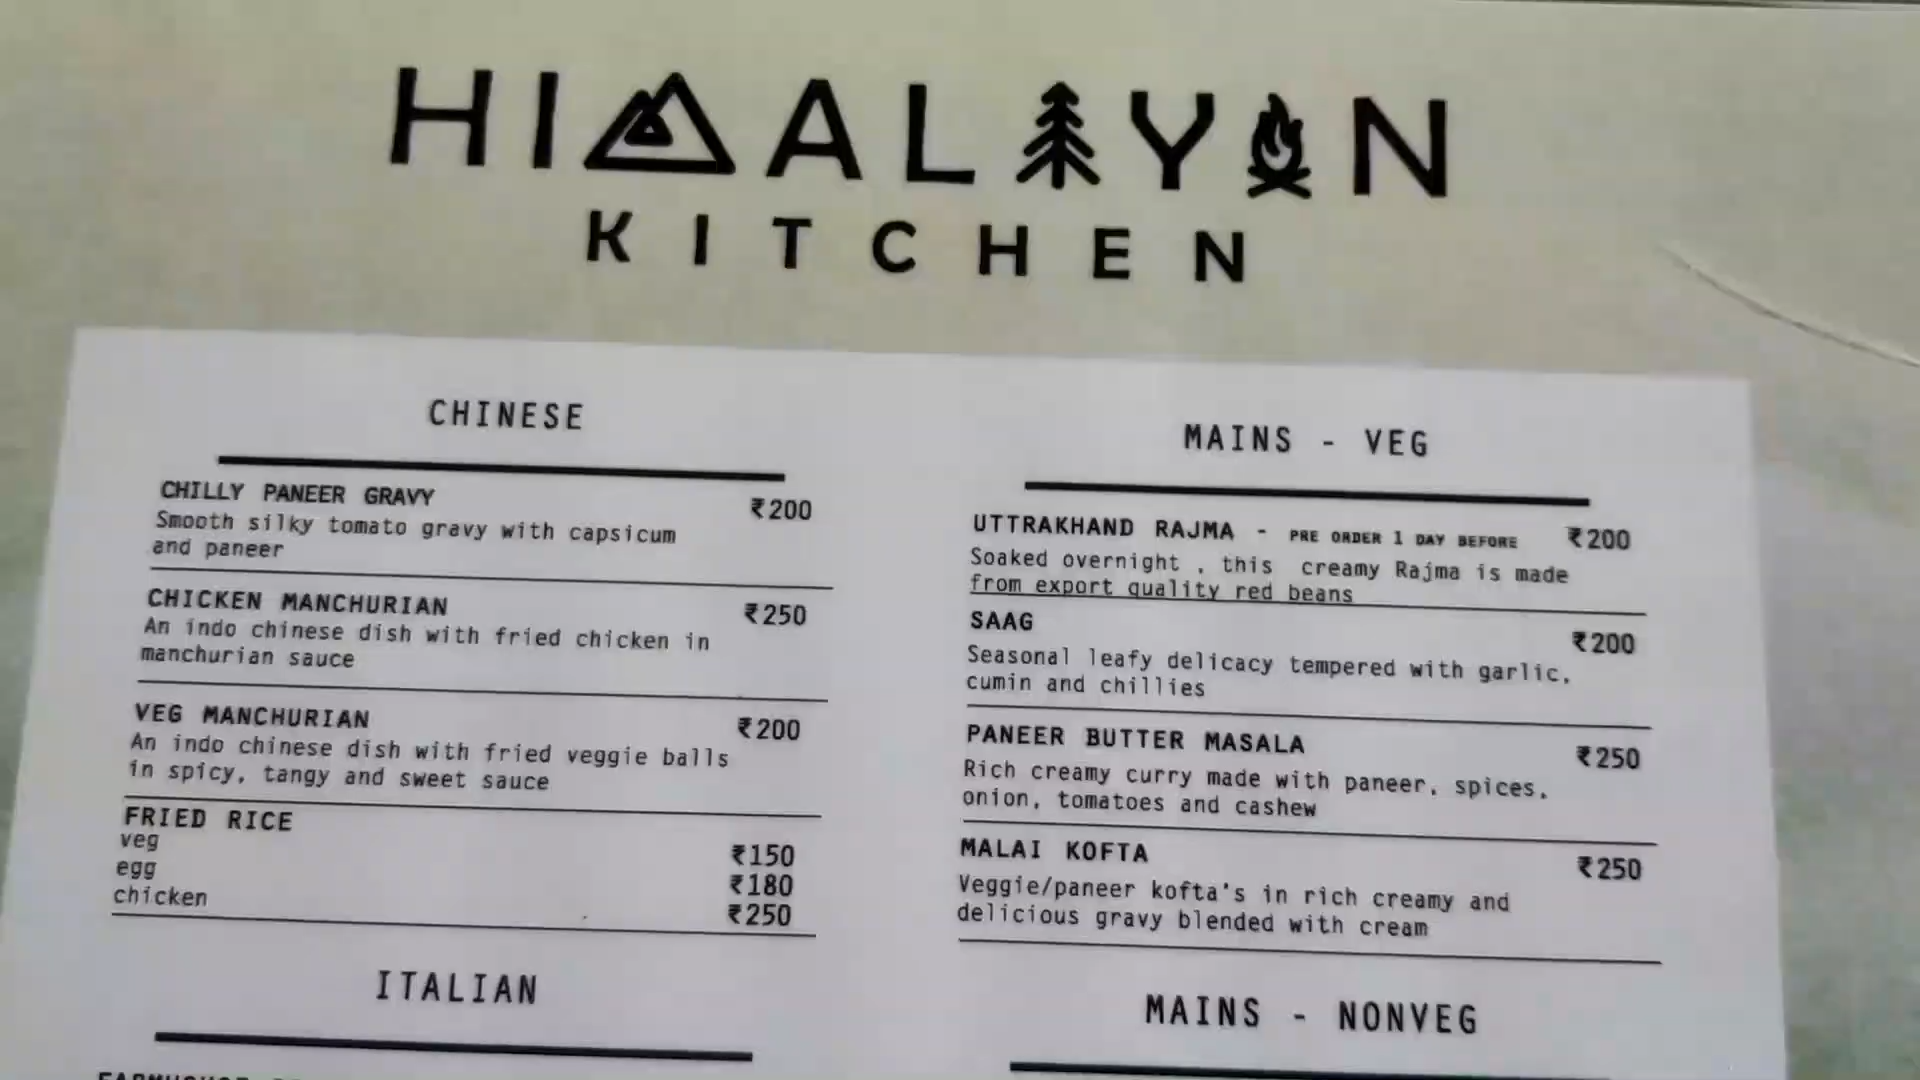 HIMALAYAN
KITCHEN
CHINESE
CHILLY PANEER GRAVY ₹200
Smooth silky tomato gravy with capsicum
and paneer
CHICKEN MANCHURIAN ₹250
An indo chinese dish with fried chicken in
manchurian sauce
VEG MANCHURIAN ₹200
An indo chinese dish with fried veggie balls
in spicy, tangy and sweet sauce
FRIED RICE
veg ₹150
egg ₹180
chicken ₹250
ITALIAN
MAINS - VEG
UTTRAKHAND RAJMA - PRE ORDER 1 DAY BEFORE ₹200
Soaked overnight , this creamy Rajma is made
from export quality red beans
SAAG ₹200
Seasonal leafy delicacy tempered with garlic,
cumin and chillies
PANEER BUTTER MASALA ₹250
Rich creamy curry made with paneer, spices,
onion, tomatoes and cashew
MALAI KOFTA ₹250
Veggie/paneer kofta's in rich creamy and
delicious gravy blended with cream
MAINS - NONVEG